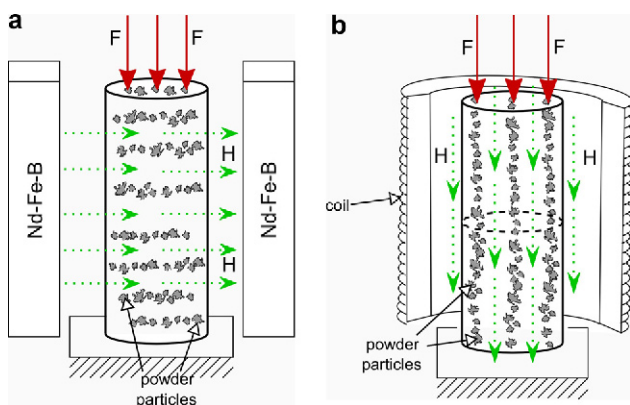 a
F
F
Nd-Fe-B
Nd-Fe-B
H
H
powder
particles
b
F
F
H
H
coil
powder
particles